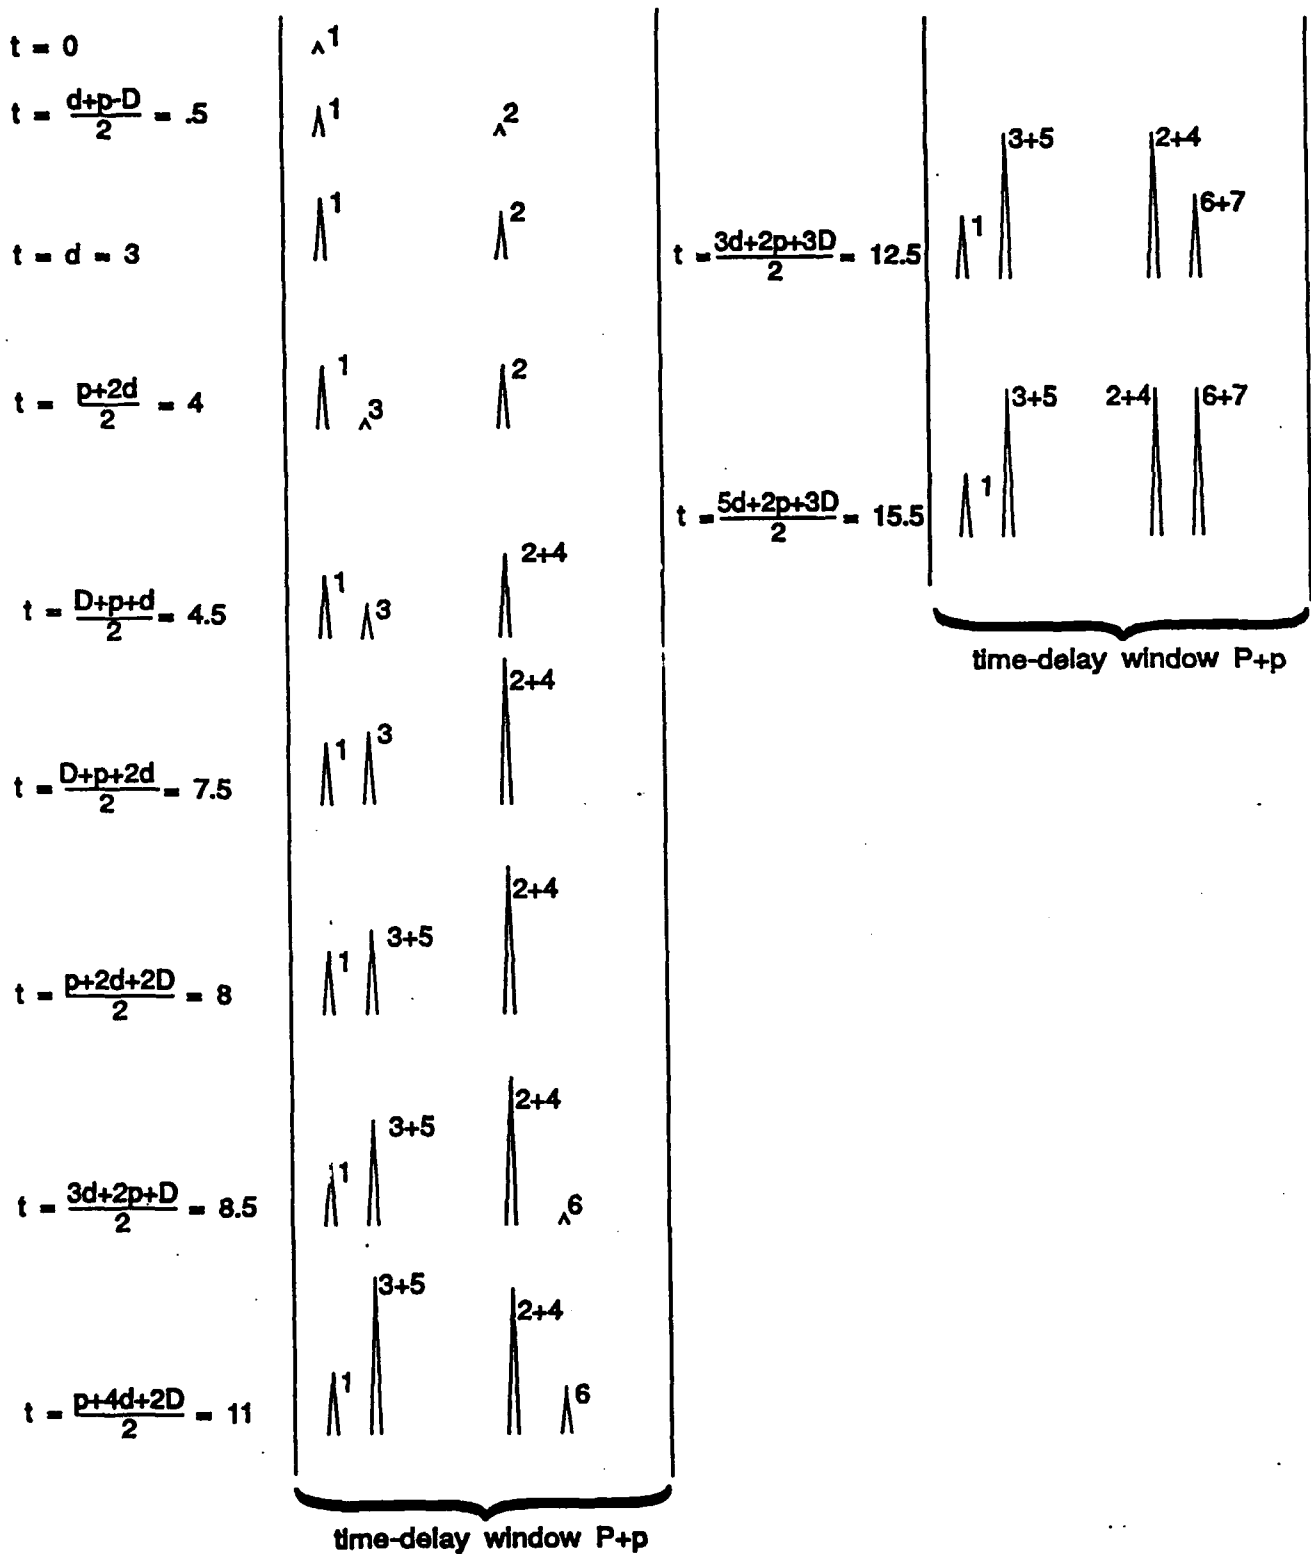 t = 0
1
t = d+p-D/2 = .5
1 2
t = d = 3
1 2
t = p+2d/2 = 4
1 3 2
t = D+p+d/2 = 4.5
1 3 2+4
t = D+p+2d/2 = 7.5
1 3 2+4
t = p+2d+2D/2 = 8
1 3+5 2+4
t = 3d+2p+D/2 = 8.5
1 3+5 2+4 6
t = p+4d+2D/2 = 11
1 3+5 2+4 6
time-delay window P+p
t = 3d+2p+3D/2 = 12.5
1 3+5 2+4 6+7
t = 5d+2p+3D/2 = 15.5
1 3+5 2+4 6+7
time-delay window P+p